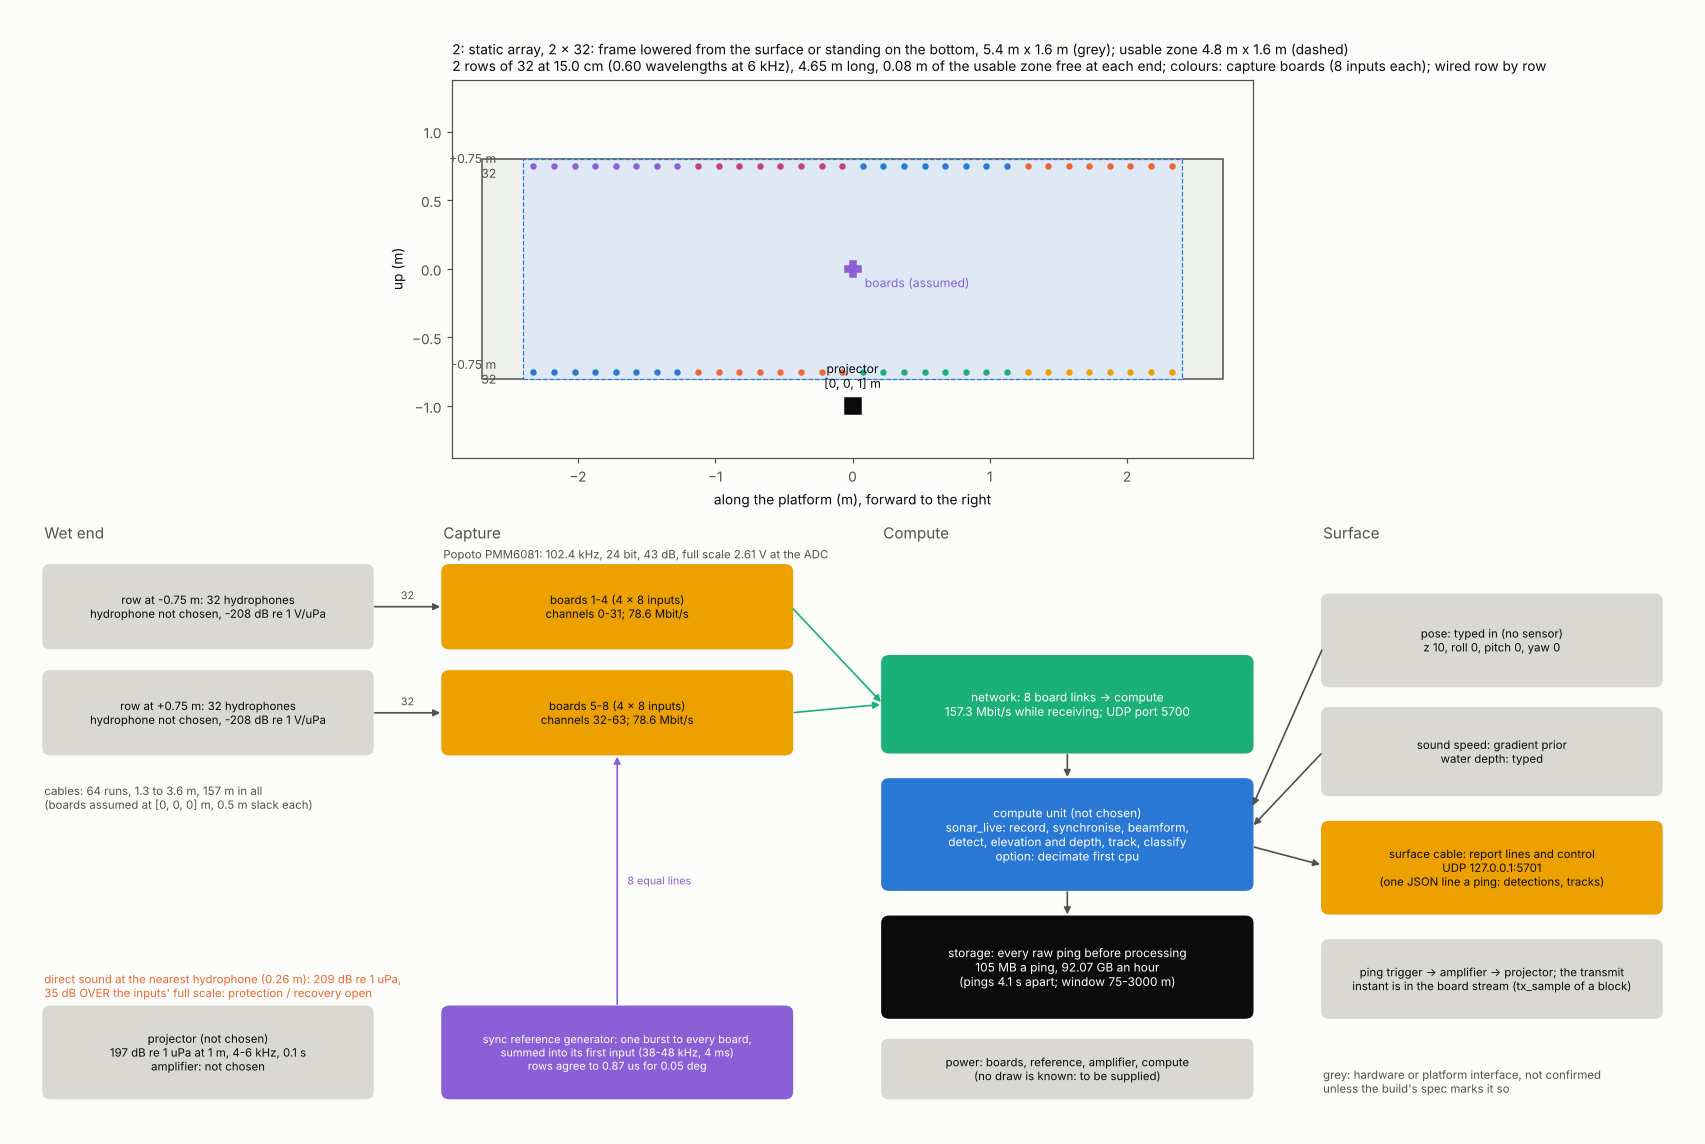 2: static array, 2 × 32: frame lowered from the surface or standing on the bottom, 5.4 m x 1.6 m (grey); usable zone 4.8 m x 1.6 m (dashed)
2 rows of 32 at 15.0 cm (0.60 wavelengths at 6 kHz), 4.65 m long, 0.08 m of the usable zone free at each end; colours: capture boards (8 inputs each); wired row by row
1.0
+0.75 m
32
0.5
up (m)
0.0
boards (assumed)
−0.5
-0.75 m
32
projector
[0, 0, 1] m
−1.0
−2
−1
0
1
2
along the platform (m), forward to the right
Wet end
Capture
Compute
Surface
Popoto PMM6081: 102.4 kHz, 24 bit, 43 dB, full scale 2.61 V at the ADC
row at -0.75 m: 32 hydrophones
hydrophone not chosen, -208 dB re 1 V/uPa
32
boards 1-4 (4 × 8 inputs)
channels 0-31; 78.6 Mbit/s
row at +0.75 m: 32 hydrophones
hydrophone not chosen, -208 dB re 1 V/uPa
32
boards 5-8 (4 × 8 inputs)
channels 32-63; 78.6 Mbit/s
network: 8 board links → compute
157.3 Mbit/s while receiving; UDP port 5700
pose: typed in (no sensor)
z 10, roll 0, pitch 0, yaw 0
sound speed: gradient prior
water depth: typed
cables: 64 runs, 1.3 to 3.6 m, 157 m in all
(boards assumed at [0, 0, 0] m, 0.5 m slack each)
compute unit (not chosen)
sonar_live: record, synchronise, beamform,
detect, elevation and depth, track, classify
option: decimate first cpu
surface cable: report lines and control
UDP 127.0.0.1:5701
(one JSON line a ping: detections, tracks)
8 equal lines
storage: every raw ping before processing
105 MB a ping, 92.07 GB an hour
(pings 4.1 s apart; window 75-3000 m)
ping trigger → amplifier → projector; the transmit
instant is in the board stream (tx_sample of a block)
direct sound at the nearest hydrophone (0.26 m): 209 dB re 1 uPa,
35 dB OVER the inputs' full scale: protection / recovery open
projector (not chosen)
197 dB re 1 uPa at 1 m, 4-6 kHz, 0.1 s
amplifier: not chosen
sync reference generator: one burst to every board,
summed into its first input (38-48 kHz, 4 ms)
rows agree to 0.87 us for 0.05 deg
power: boards, reference, amplifier, compute
(no draw is known: to be supplied)
grey: hardware or platform interface, not confirmed
unless the build's spec marks it so